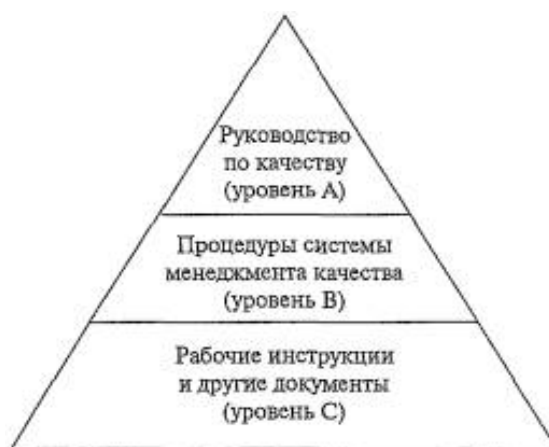 Руководство
по качеству
(уровень A)
Процедуры системы
менеджмента качества
(уровень B)
Рабочие инструкции
и другие документы
(уровень C)